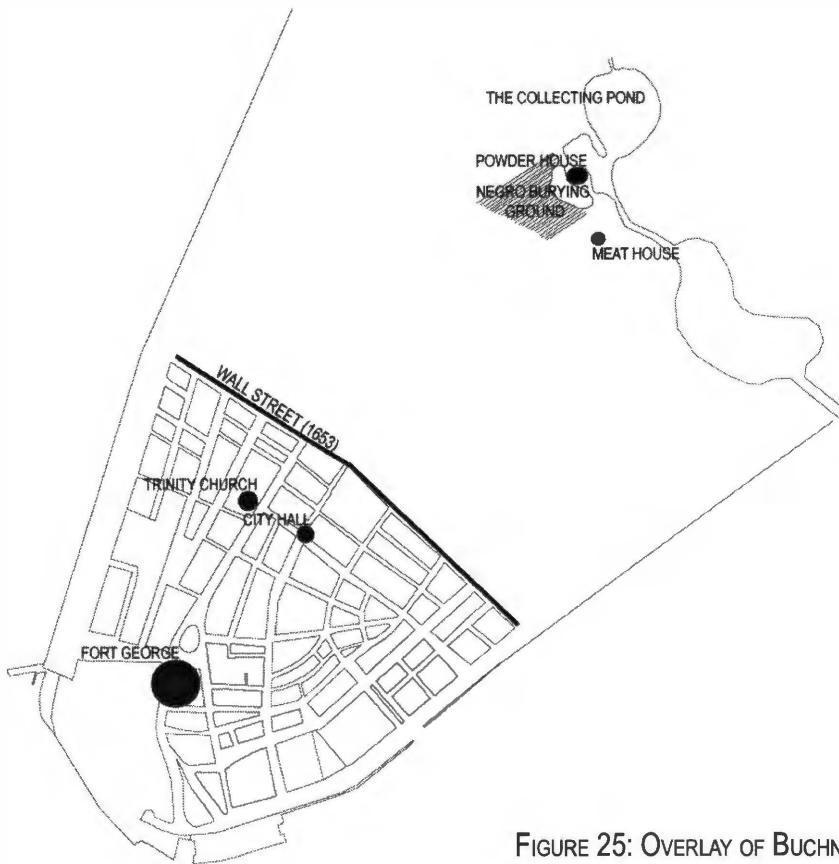 THE COLLECTING POND
POWDER HOUSE
NEGRO BURYING
GROUND
MEAT HOUSE
WALL STREET (1653)
TRINITY CHURCH
CITY HALL
FORT GEORGE
FIGURE 25: OVERLAY OF BUCHN